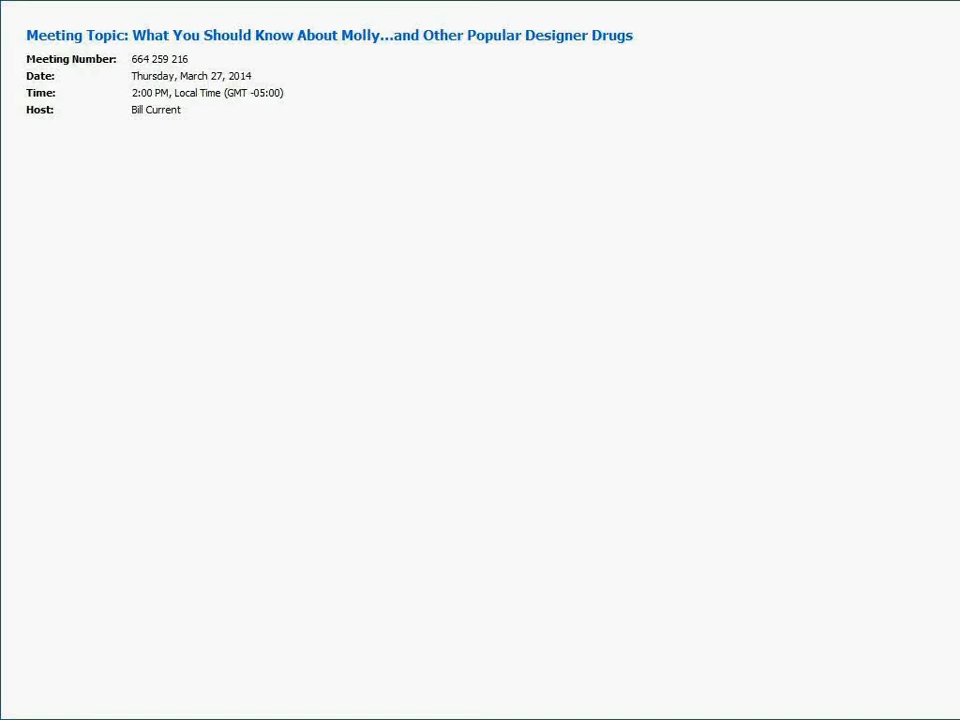 Meeting Topic: What You Should Know About Molly...and Other Popular Designer Drugs
Meeting Number: 664 259 216
Date: Thursday, March 27, 2014
Time: 2:00 PM, Local Time (GMT -05:00)
Host: Bill Current